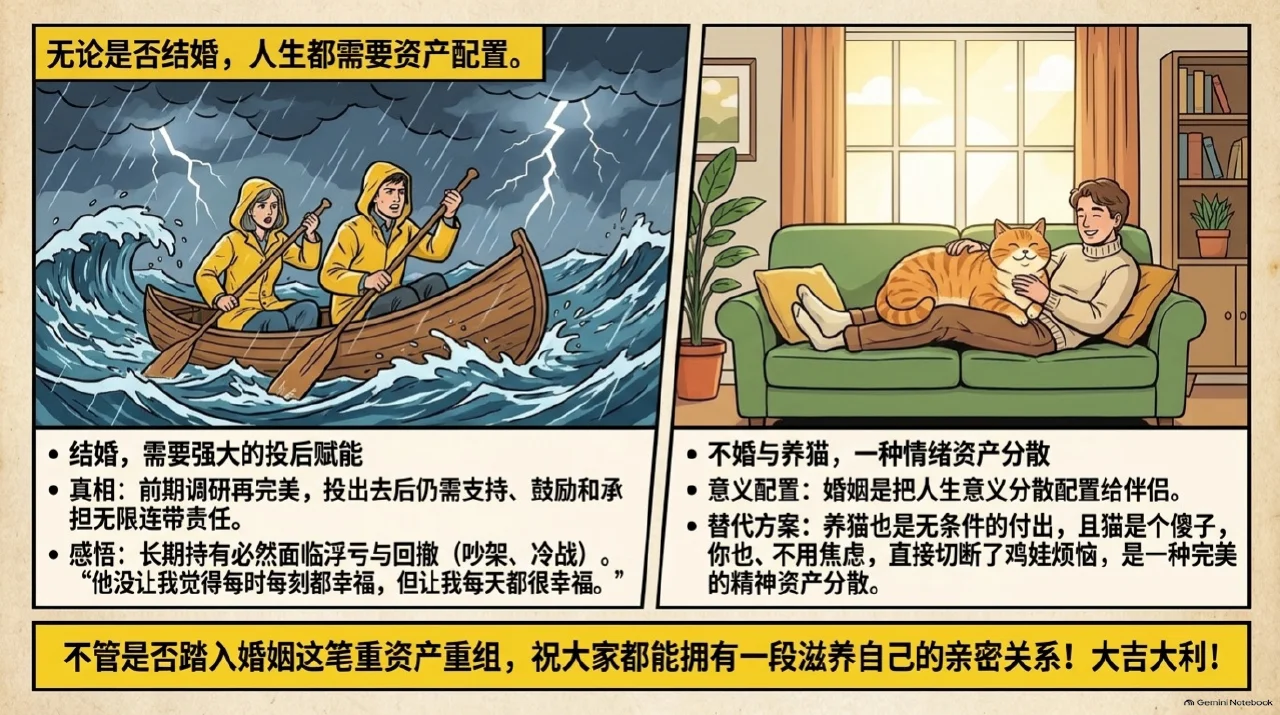 无论是否结婚，人生都需要资产配置。
• 结婚，需要强大的投后赋能
• 真相：前期调研再完美，投出去后仍需支持、鼓励和承
担无限连带责任。
• 感悟：长期持有必然面临浮亏与回撤（吵架、冷战）。
“他没让我觉得每时每刻都幸福，但让我每天都很幸福。”
• 不婚与养猫，一种情绪资产分散
• 意义配置：婚姻是把人生意义分散配置给伴侣。
• 替代方案：养猫也是无条件的付出，且猫是个傻子，
你也、不用焦虑，直接切断了鸡娃烦恼，是一种完美
的精神资产分散。
不管是否踏入婚姻这笔重资产重组，祝大家都能拥有一段滋养自己的亲密关系！大吉大利！
Gemini Notebook